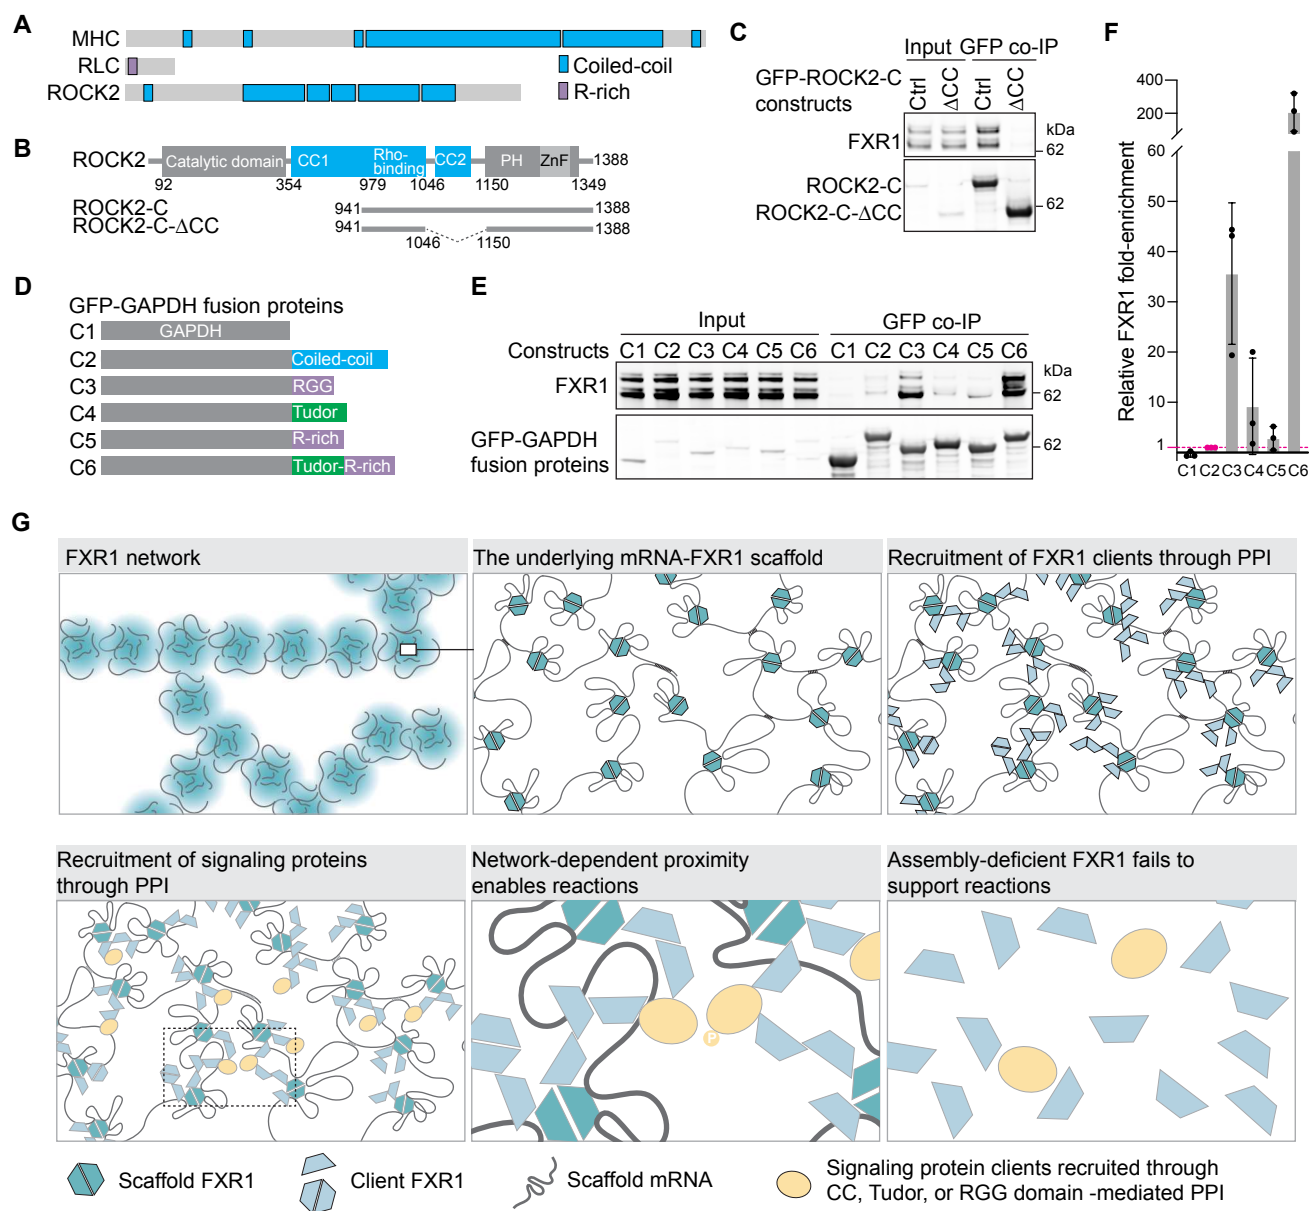 A
MHC
RLC
ROCK2
Coiled-coil
R-rich
B
ROCK2
Catalytic domain
CC1
Rho-
binding
CC2
PH
ZnF
1388
92
354
979
1046
1150
1349
ROCK2-C
941
1388
ROCK2-C-ΔCC
941
1046
1150
1388
C
Input
GFP co-IP
GFP-ROCK2-C
constructs
Ctrl
ΔCC
Ctrl
ΔCC
kDa
FXR1
62
ROCK2-C
ROCK2-C-ΔCC
62
D
GFP-GAPDH fusion proteins
C1
GAPDH
C2
Coiled-coil
C3
RGG
C4
Tudor
C5
R-rich
C6
Tudor-R-rich
E
Input
GFP co-IP
Constructs
C1 C2 C3 C4 C5 C6
C1 C2 C3 C4 C5 C6
kDa
FXR1
62
GFP-GAPDH
fusion proteins
62
F
Relative FXR1 fold-enrichment
400
200
60
50
40
30
20
10
1
C1 C2 C3 C4 C5 C6
G
FXR1 network
The underlying mRNA-FXR1 scaffold
Recruitment of FXR1 clients through PPI
Recruitment of signaling proteins
through PPI
Network-dependent proximity
enables reactions
P
Assembly-deficient FXR1 fails to
support reactions
Scaffold FXR1
Client FXR1
Scaffold mRNA
Signaling protein clients recruited through
CC, Tudor, or RGG domain -mediated PPI